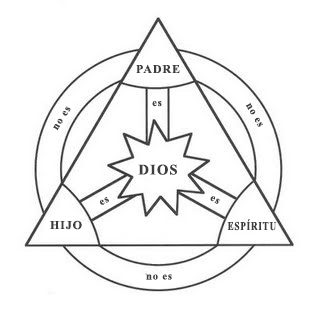 PADRE
es
no es
no es
DIOS
es
es
HIJO
ESPÍRITU
no es